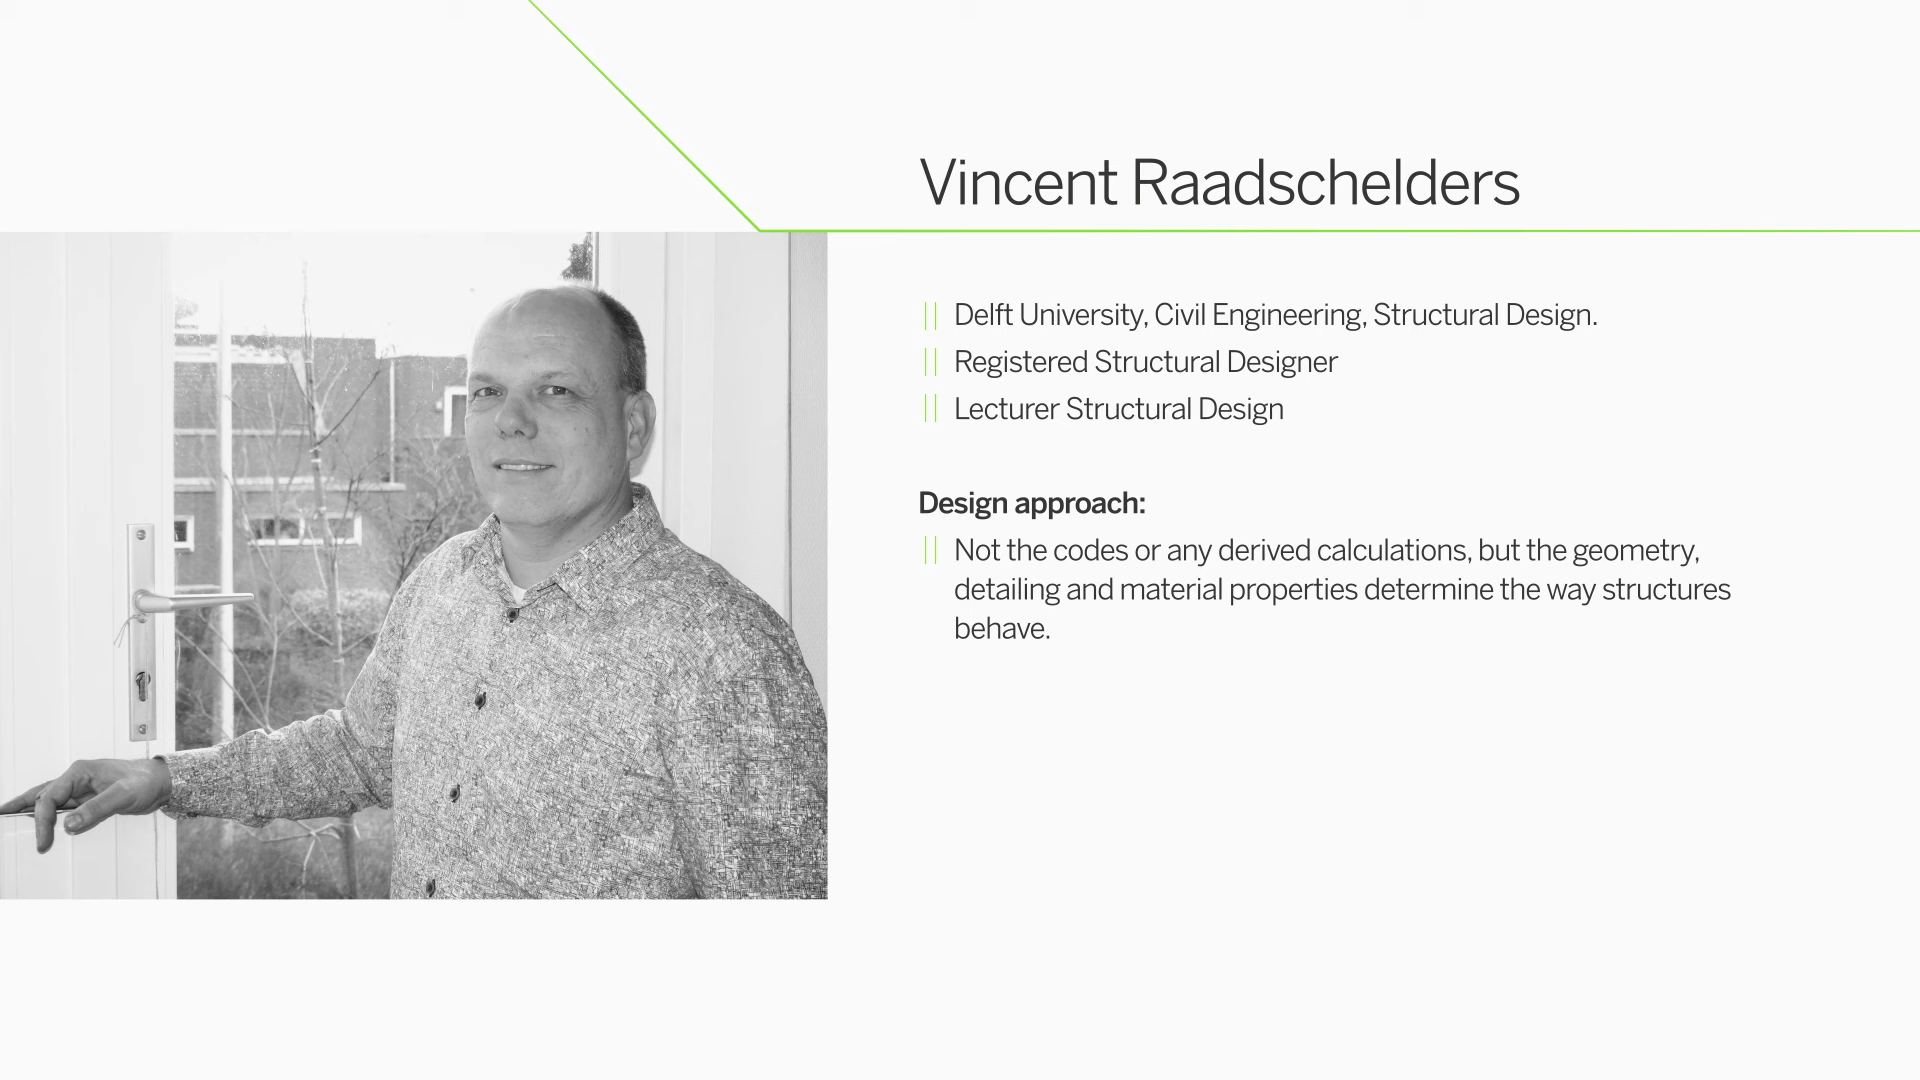 Vincent Raadschelders
Delft University, Civil Engineering, Structural Design.
Registered Structural Designer
Lecturer Structural Design
Design approach:
Not the codes or any derived calculations, but the geometry,
detailing and material properties determine the way structures
behave.